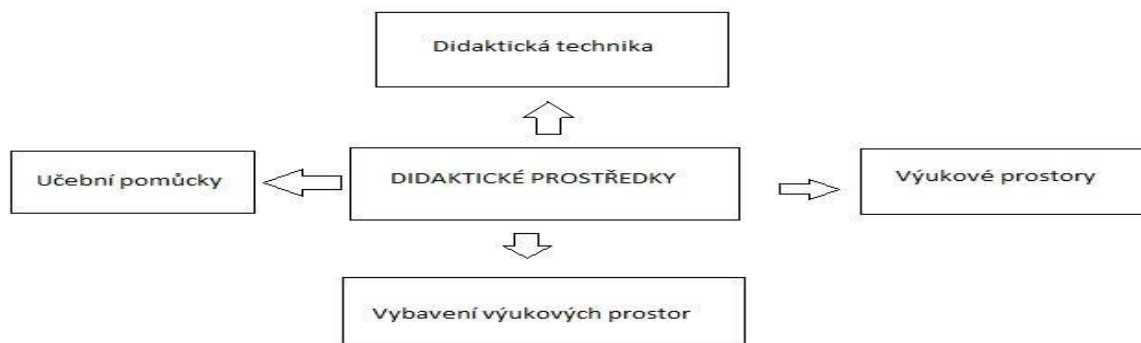 Didaktická technika
Učební pomůcky
DIDAKTICKÉ PROSTŘEDKY
Výukové prostory
Vybavení výukových prostor